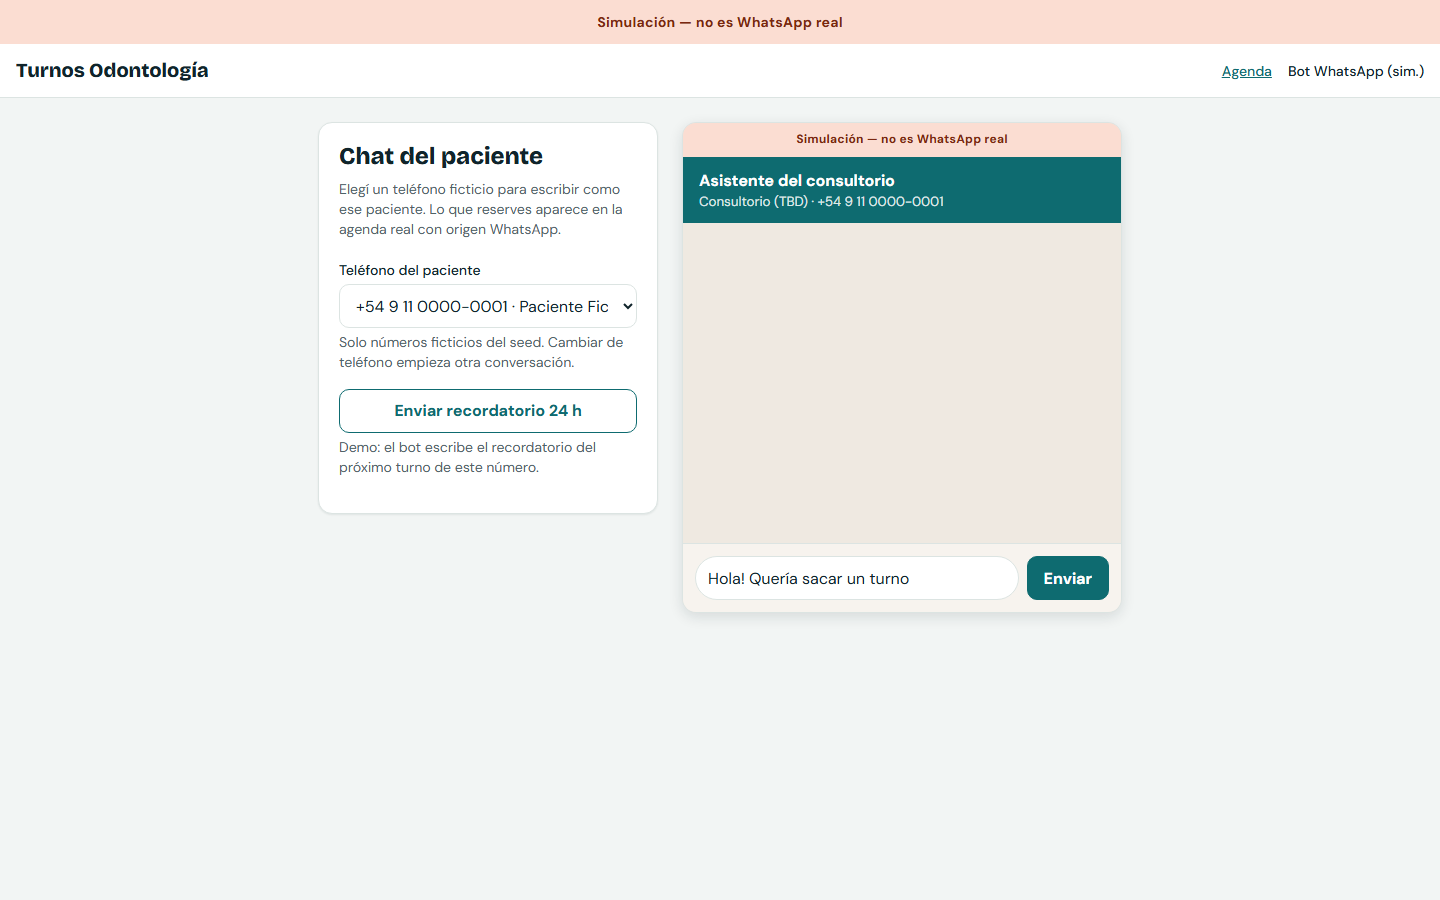 Simulación — no es WhatsApp real
Turnos Odontología
Agenda
Bot WhatsApp (sim.)
Chat del paciente
Elegí un teléfono ficticio para escribir como
ese paciente. Lo que reserves aparece en la
agenda real con origen WhatsApp.
Teléfono del paciente
+54 9 11 0000-0001 · Paciente Fic
Solo números ficticios del seed. Cambiar de
teléfono empieza otra conversación.
Enviar recordatorio 24 h
Demo: el bot escribe el recordatorio del
próximo turno de este número.
Simulación — no es WhatsApp real
Asistente del consultorio
Consultorio (TBD) · +54 9 11 0000-0001
Hola! Quería sacar un turno
Enviar